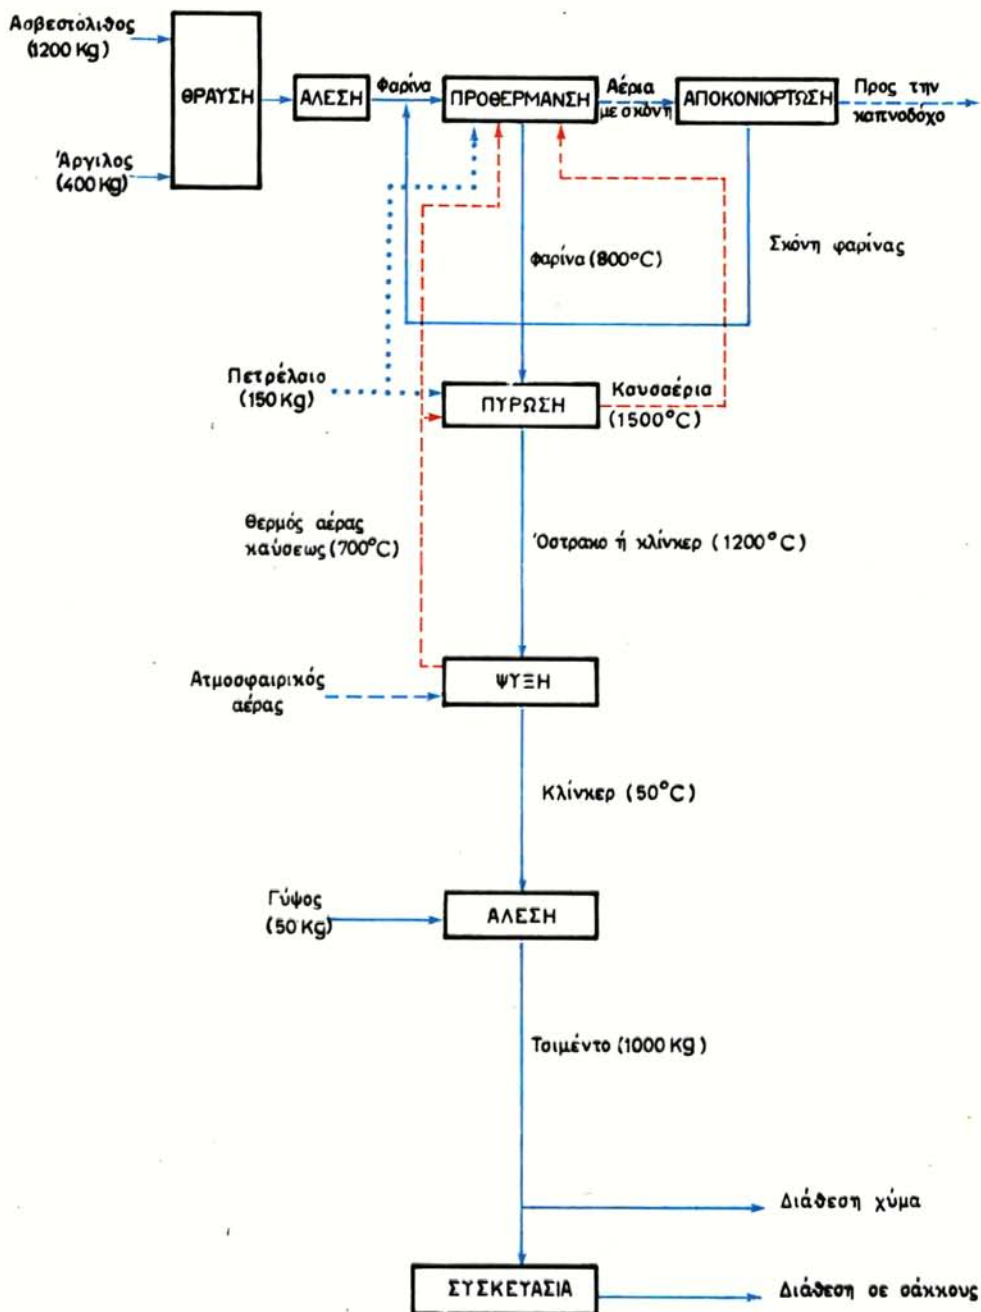 Ασβεστόλιθος
(1200 Kg)
ΘΡΑΥΣΗ
Άργιλος
(400 Kg)
ΑΛΕΣΗ
Φαρίνα
ΠΡΟΘΕΡΜΑΝΣΗ
Αέρια
με σκόνη
ΑΠΟΚΟΝΙΟΡΤΩΣΗ
Προς την
καπνοδόχο
Σκόνη φαρίνας
Φαρίνα (800°C)
Πετρέλαιο
(150 Kg)
ΠΥΡΩΣΗ
Καυσαέρια
(1500°C)
Θερμός αέρας
καύσεως (700°C)
Όστρακο ή κλίνκερ (1200°C)
Ατμοσφαιρικός
αέρας
ΨΥΞΗ
Κλίνκερ (50°C)
Γύψος
(50 Kg)
ΑΛΕΣΗ
Τσιμέντο (1000 Kg)
Διάθεση χύμα
ΣΥΣΚΕΥΑΣΙΑ
Διάθεση σε σάκκους